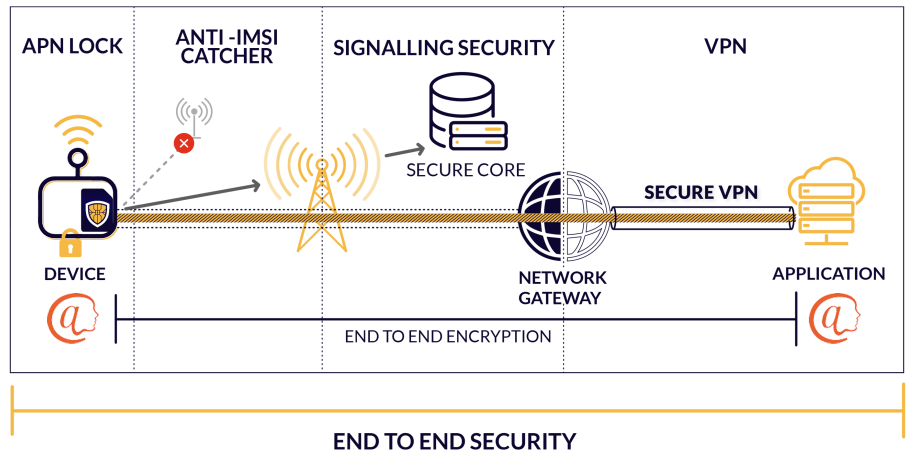 APN LOCK
ANTI -IMSI
CATCHER
SIGNALLING SECURITY
VPN
SECURE CORE
SECURE VPN
DEVICE
NETWORK
GATEWAY
APPLICATION
@
@
END TO END ENCRYPTION
END TO END SECURITY